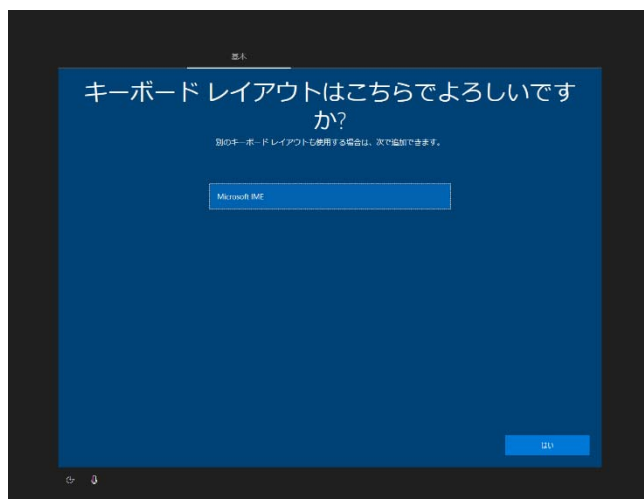 基本
キーボード レイアウトはこちらでよろしいです
か?
別のキーボード レイアウトも使用する場合は、次で追加できます。
Microsoft IME
はい